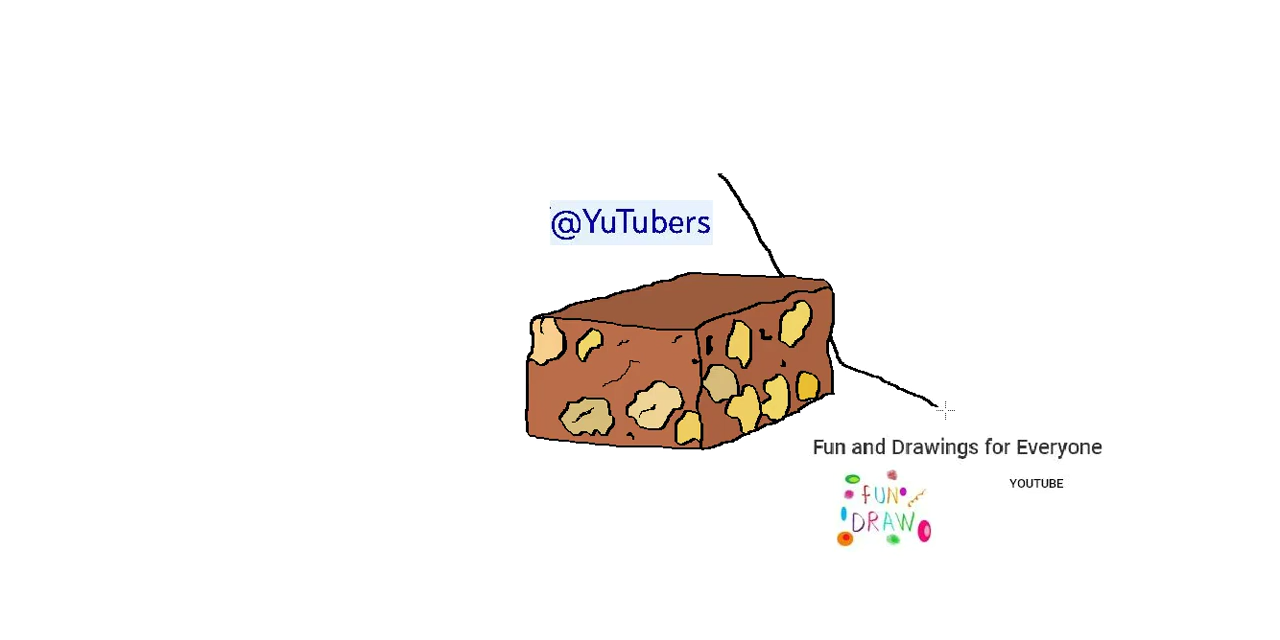 @YuTubers
Fun and Drawings for Everyone
YOUTUBE
FUN
DRAW